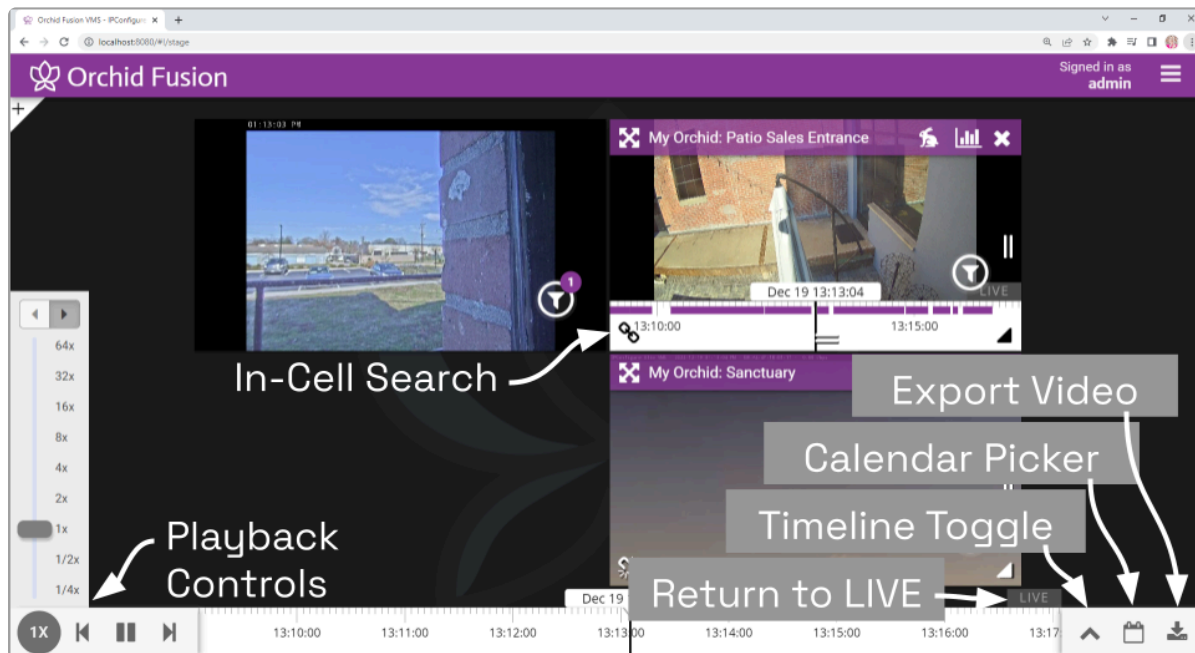 Orchid Fusion VMS - IPConfigure
localhost:8080/#!/stage
Orchid Fusion
Signed in as
admin
01:13:03 PM
My Orchid: Patio Sales Entrance
1
Dec 19 13:13:04
LIVE
13:10:00
13:15:00
In-Cell Search
My Orchid: Sanctuary
Export Video
Calendar Picker
Timeline Toggle
Return to LIVE
LIVE
64x
32x
16x
8x
4x
2x
1x
1/2x
1/4x
Playback
Controls
Dec 19
1X
13:10:00
13:11:00
13:12:00
13:13:00
13:14:00
13:15:00
13:16:00
13:17: